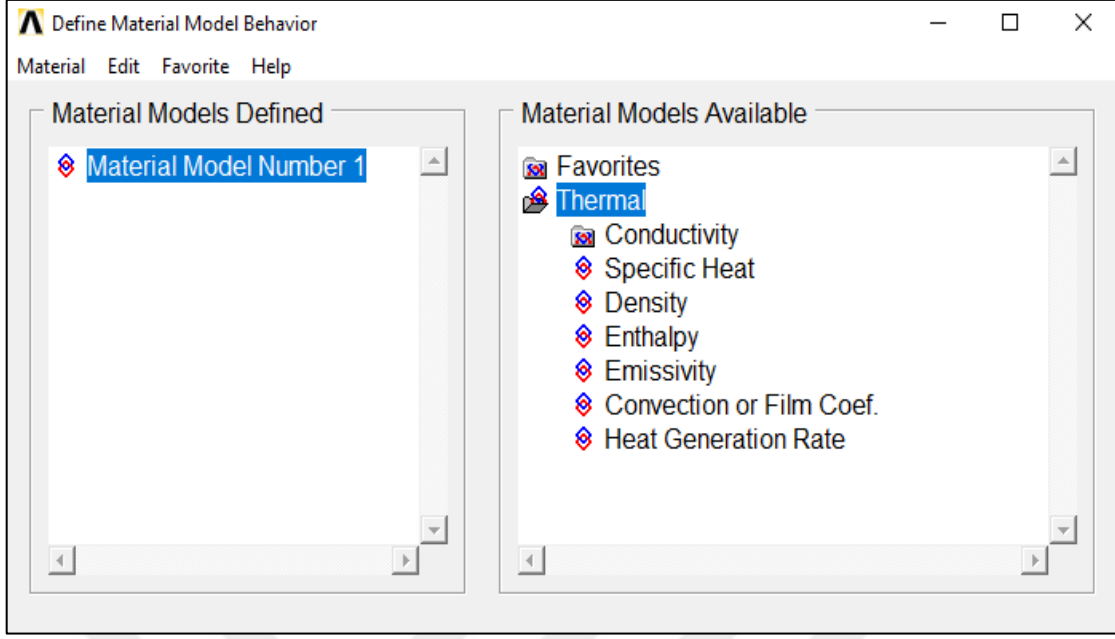 Define Material Model Behavior
Material Edit Favorite Help
Material Models Defined
Material Model Number 1
Material Models Available
Favorites
Thermal
Conductivity
Specific Heat
Density
Enthalpy
Emissivity
Convection or Film Coef.
Heat Generation Rate